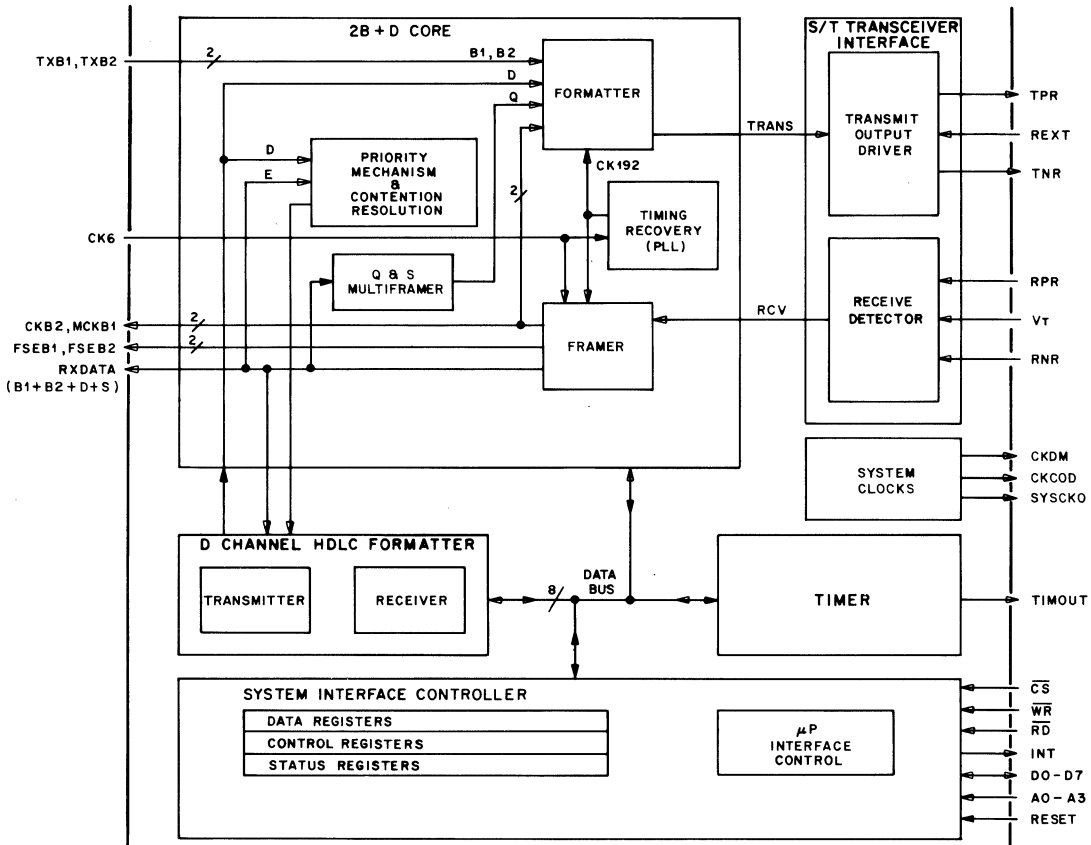 2B + D CORE
S/T TRANSCEIVER
INTERFACE
TXB1,TXB2
2
B1, B2
D
Q
FORMATTER
TRANS
TRANSMIT
OUTPUT
DRIVER
TPR
REXT
TNR
D
E
PRIORITY
MECHANISM
&
CONTENTION
RESOLUTION
2
CK192
TIMING
RECOVERY
(PLL)
CK6
Q & S
MULTIFRAMER
CKB2,MCKB1
2
FSEB1,FSEB2
2
RXDATA
(B1+B2+D+S)
FRAMER
RCV
RECEIVE
DETECTOR
RPR
VT
RNR
SYSTEM
CLOCKS
CKDM
CKCOD
SYSCKO
D CHANNEL HDLC FORMATTER
TRANSMITTER
RECEIVER
8
DATA
BUS
TIMER
TIMOUT
SYSTEM INTERFACE CONTROLLER
DATA REGISTERS
CONTROL REGISTERS
STATUS REGISTERS
μP
INTERFACE
CONTROL
C̅S̅
W̅R̅
R̅D̅
INT
D0-D7
A0-A3
RESET